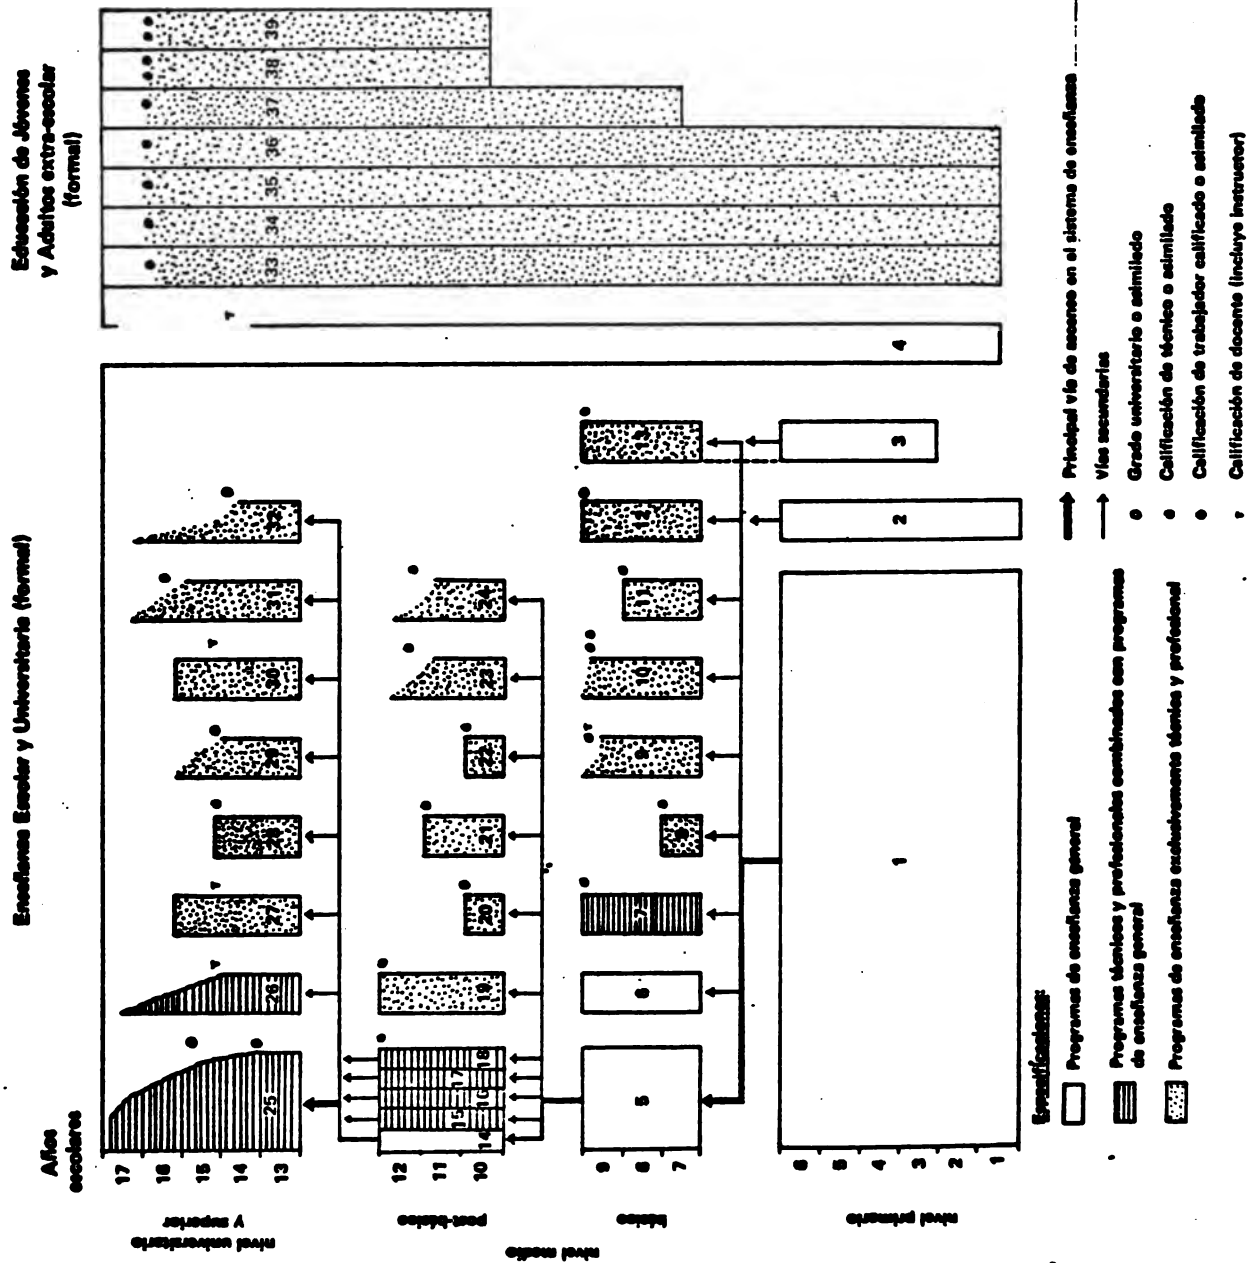 Enseñanza Escolar y Universitaria (formal)
Educación de Jóvenes
y Adultos extra-escolar
(formal)
Años
escolares
nivel universitario
y superior
17
16
15
14
13
25
26
27
28
29
30
31
32
nivel medio
post-básico
12
11
10
14
15
16
17
18
19
20
21
22
23
24
básico
9
8
7
5
6
7
8
9
10
11
12
13
nivel primario
6
5
4
3
2
1
1
2
3
4
33
34
35
36
37
38
39
Especificaciones:
Programas de enseñanza general
Programas técnicos y profesionales combinados con programas
de enseñanza general
Programas de enseñanza exclusivamente técnica y profesional
Principal vía de ascenso en el sistema de enseñanza
Vías secundarias
Grado universitario o asimilado
Calificación de técnico o asimilado
Calificación de trabajador calificado o asimilado
Calificación de docente (incluye instructor)